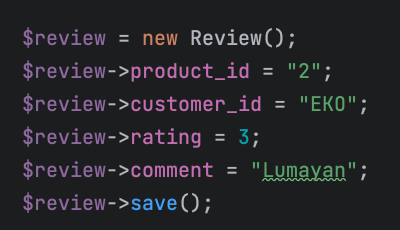 $review = new Review();
$review->product_id = "2";
$review->customer_id = "EKO";
$review->rating = 3;
$review->comment = "Lumayan";
$review->save();